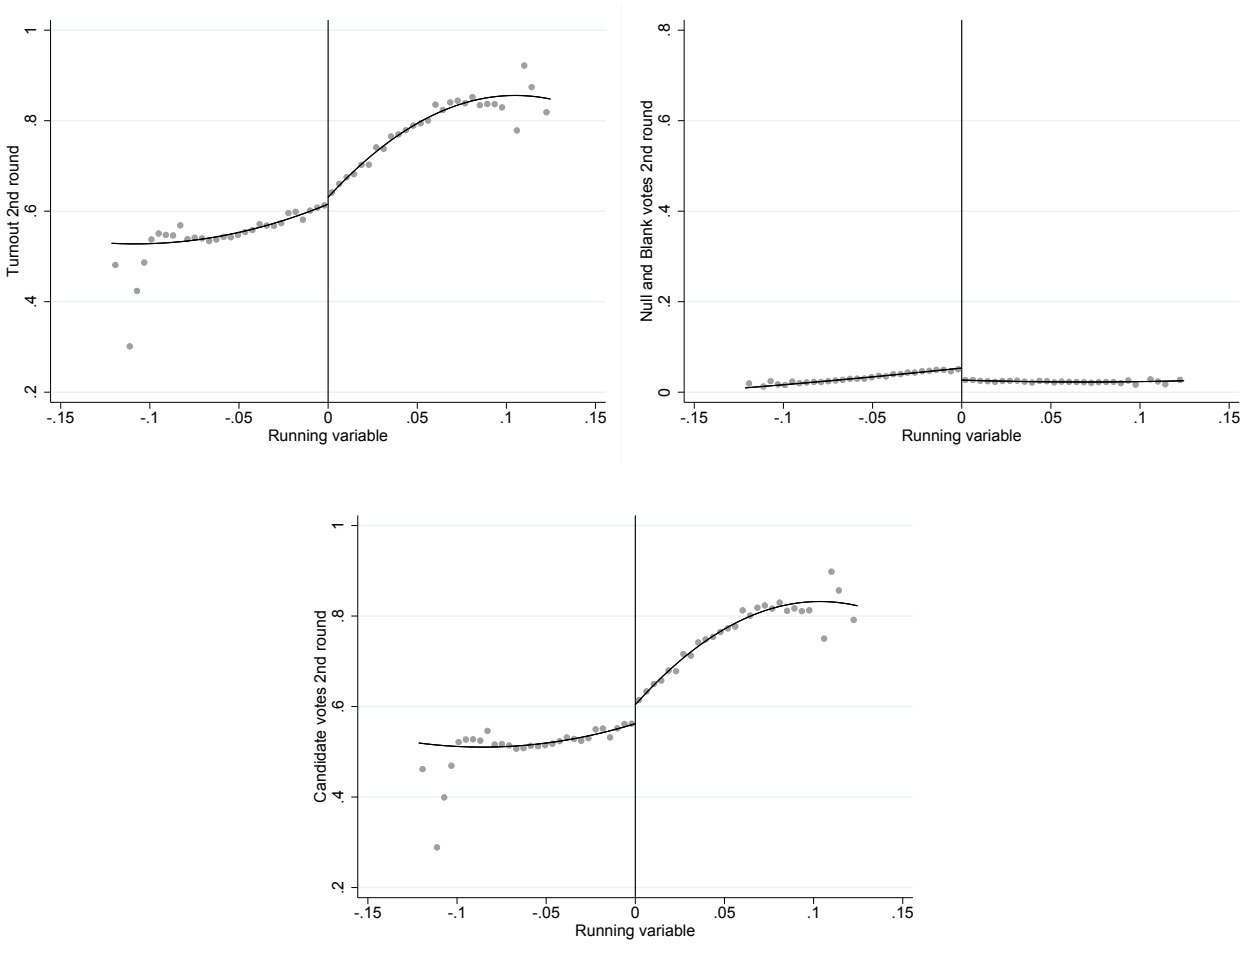 Turnout 2nd round
1
.8
.6
.4
.2
-.15 -.1 -.05 0 .05 .1 .15
Running variable
Null and Blank votes 2nd round
.8
.6
.4
.2
0
-.15 -.1 -.05 0 .05 .1 .15
Running variable
Candidate votes 2nd round
1
.8
.6
.4
.2
-.15 -.1 -.05 0 .05 .1 .15
Running variable